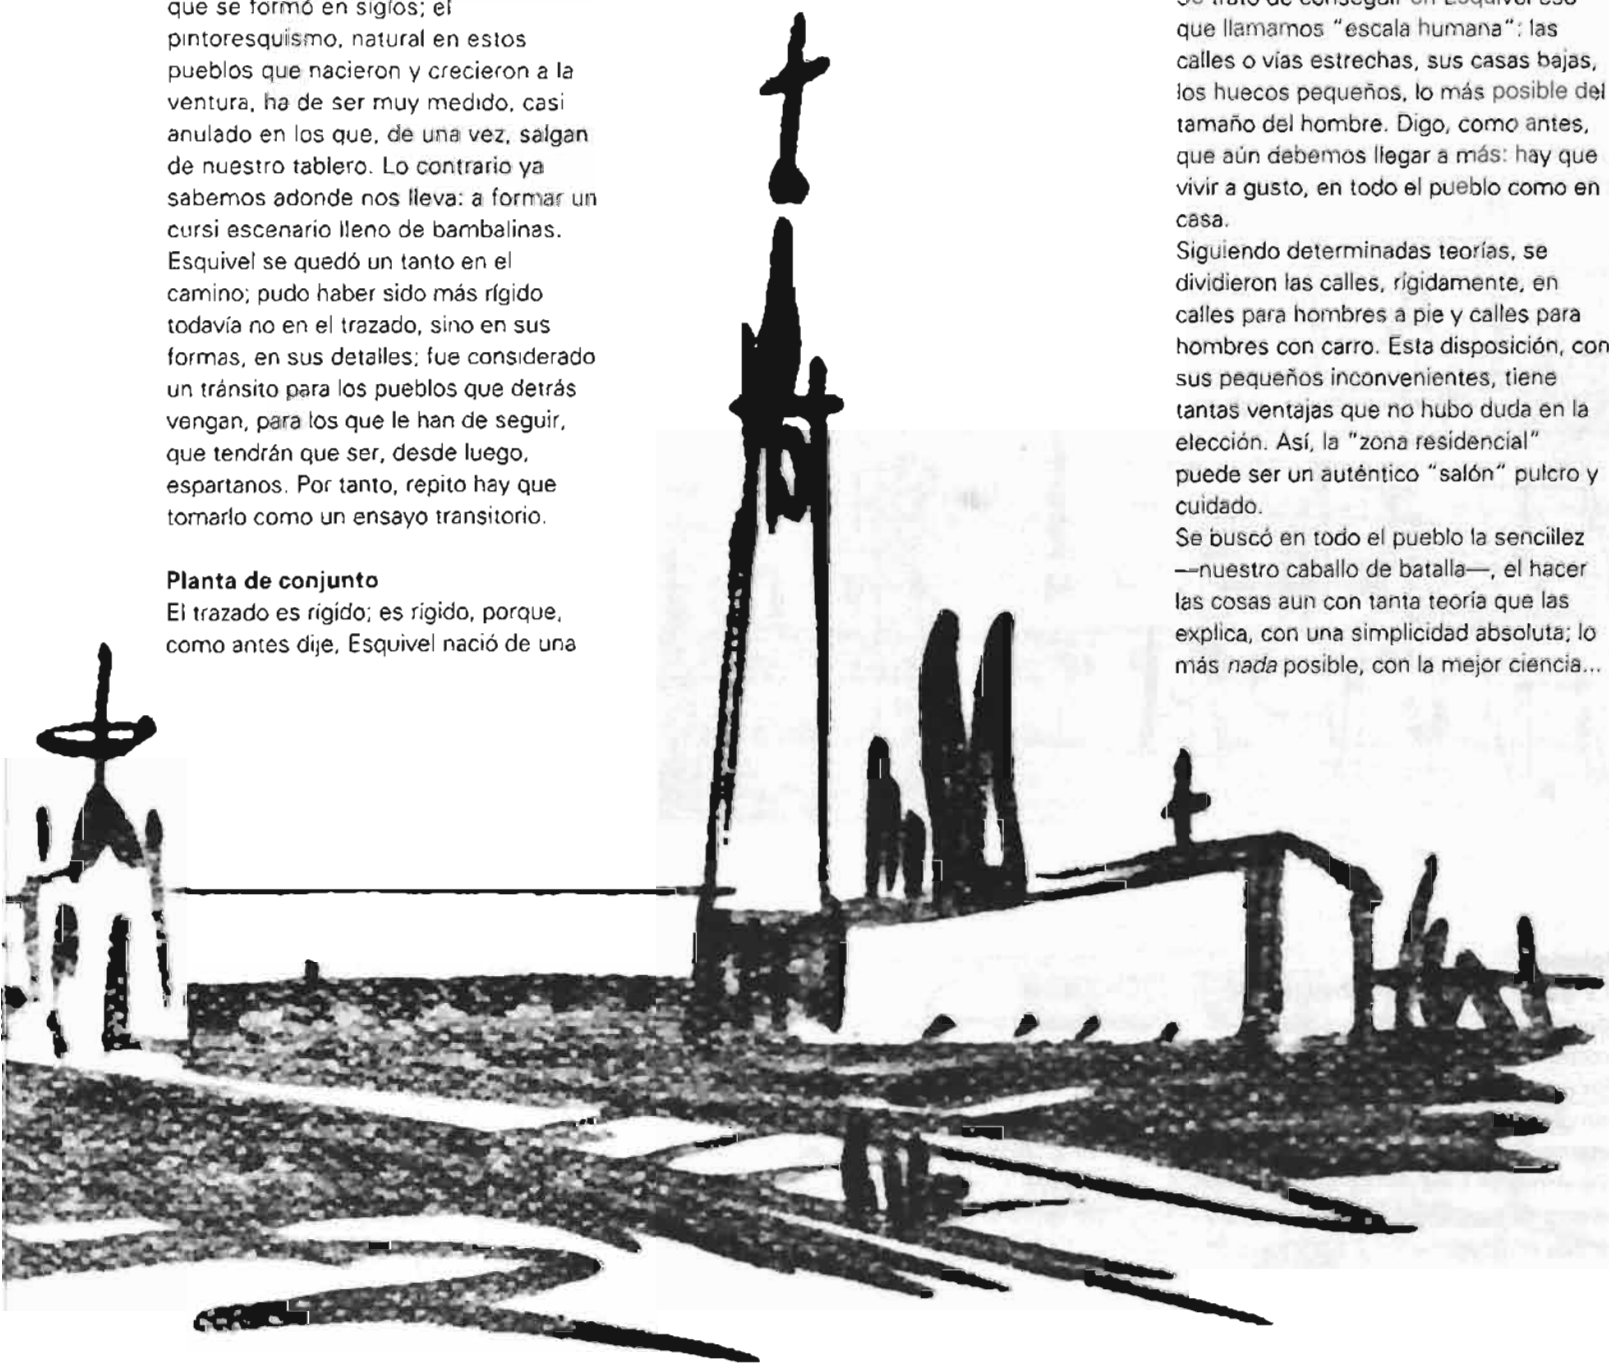 que se formó en siglos; el
pintoresquismo, natural en estos
pueblos que nacieron y crecieron a la
ventura, ha de ser muy medido, casi
anulado en los que, de una vez, salgan
de nuestro tablero. Lo contrario ya
sabemos adonde nos lleva: a formar un
cursi escenario lleno de bambalinas.
Esquivel se quedó un tanto en el
camino; pudo haber sido más rígido
todavía no en el trazado, sino en sus
formas, en sus detalles; fue considerado
un tránsito para los pueblos que detrás
vengan, para los que le han de seguir,
que tendrán que ser, desde luego,
espartanos. Por tanto, repito hay que
tomarlo como un ensayo transitorio.
Planta de conjunto
El trazado es rígido; es rígido, porque,
como antes dije, Esquivel nació de una
Se trató de conseguir en Esquivel eso
que llamamos "escala humana": las
calles o vías estrechas, sus casas bajas,
los huecos pequeños, lo más posible del
tamaño del hombre. Digo, como antes,
que aún debemos llegar a más: hay que
vivir a gusto, en todo el pueblo como en
casa.
Siguiendo determinadas teorías, se
dividieron las calles, rígidamente, en
calles para hombres a pie y calles para
hombres con carro. Esta disposición, con
sus pequeños inconvenientes, tiene
tantas ventajas que no hubo duda en la
elección. Así, la "zona residencial"
puede ser un auténtico "salón" pulcro y
cuidado.
Se buscó en todo el pueblo la sencillez
—nuestro caballo de batalla—, el hacer
las cosas aun con tanta teoría que las
explica, con una simplicidad absoluta; lo
más nada posible, con la mejor ciencia...